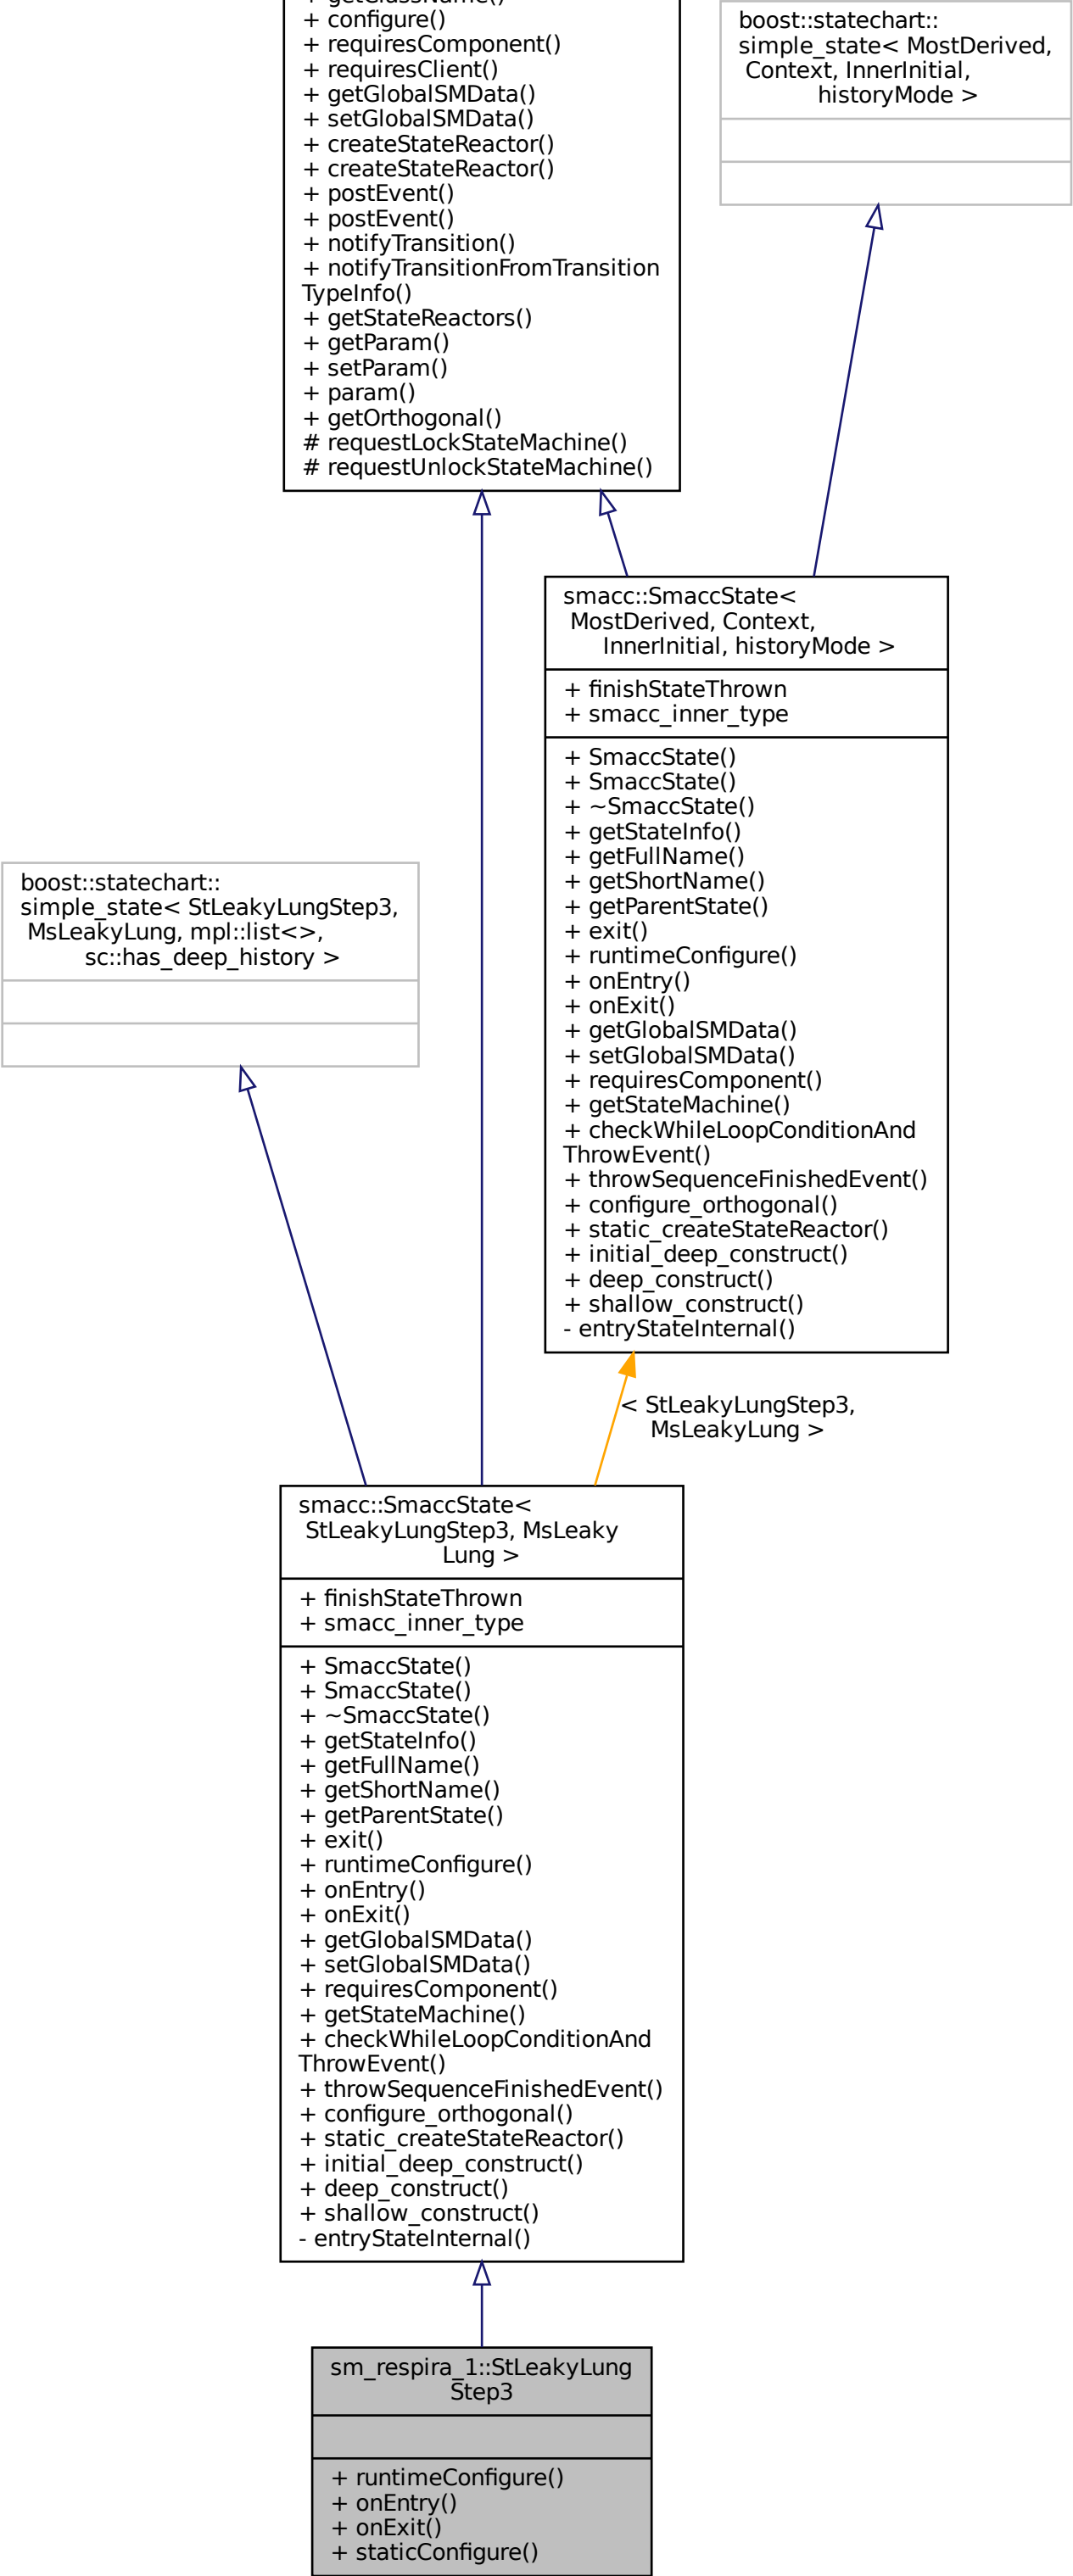 + getClassName()
+ configure()
+ requiresComponent()
+ requiresClient()
+ getGlobalSMData()
+ setGlobalSMData()
+ createStateReactor()
+ createStateReactor()
+ postEvent()
+ postEvent()
+ notifyTransition()
+ notifyTransitionFromTransition
TypeInfo()
+ getStateReactors()
+ getParam()
+ setParam()
+ param()
+ getOrthogonal()
# requestLockStateMachine()
# requestUnlockStateMachine()
boost::statechart::
simple_state< MostDerived,
Context, InnerInitial,
historyMode >
smacc::SmaccState<
MostDerived, Context,
InnerInitial, historyMode >
+ finishStateThrown
+ smacc_inner_type
+ SmaccState()
+ SmaccState()
+ ~SmaccState()
+ getStateInfo()
+ getFullName()
+ getShortName()
+ getParentState()
+ exit()
+ runtimeConfigure()
+ onEntry()
+ onExit()
+ getGlobalSMData()
+ setGlobalSMData()
+ requiresComponent()
+ getStateMachine()
+ checkWhileLoopConditionAnd
ThrowEvent()
+ throwSequenceFinishedEvent()
+ configure_orthogonal()
+ static_createStateReactor()
+ initial_deep_construct()
+ deep_construct()
+ shallow_construct()
- entryStateInternal()
boost::statechart::
simple_state< StLeakyLungStep3,
MsLeakyLung, mpl::list<>,
sc::has_deep_history >
< StLeakyLungStep3,
MsLeakyLung >
smacc::SmaccState<
StLeakyLungStep3, MsLeaky
Lung >
+ finishStateThrown
+ smacc_inner_type
+ SmaccState()
+ SmaccState()
+ ~SmaccState()
+ getStateInfo()
+ getFullName()
+ getShortName()
+ getParentState()
+ exit()
+ runtimeConfigure()
+ onEntry()
+ onExit()
+ getGlobalSMData()
+ setGlobalSMData()
+ requiresComponent()
+ getStateMachine()
+ checkWhileLoopConditionAnd
ThrowEvent()
+ throwSequenceFinishedEvent()
+ configure_orthogonal()
+ static_createStateReactor()
+ initial_deep_construct()
+ deep_construct()
+ shallow_construct()
- entryStateInternal()
sm_respira_1::StLeakyLung
Step3
+ runtimeConfigure()
+ onEntry()
+ onExit()
+ staticConfigure()